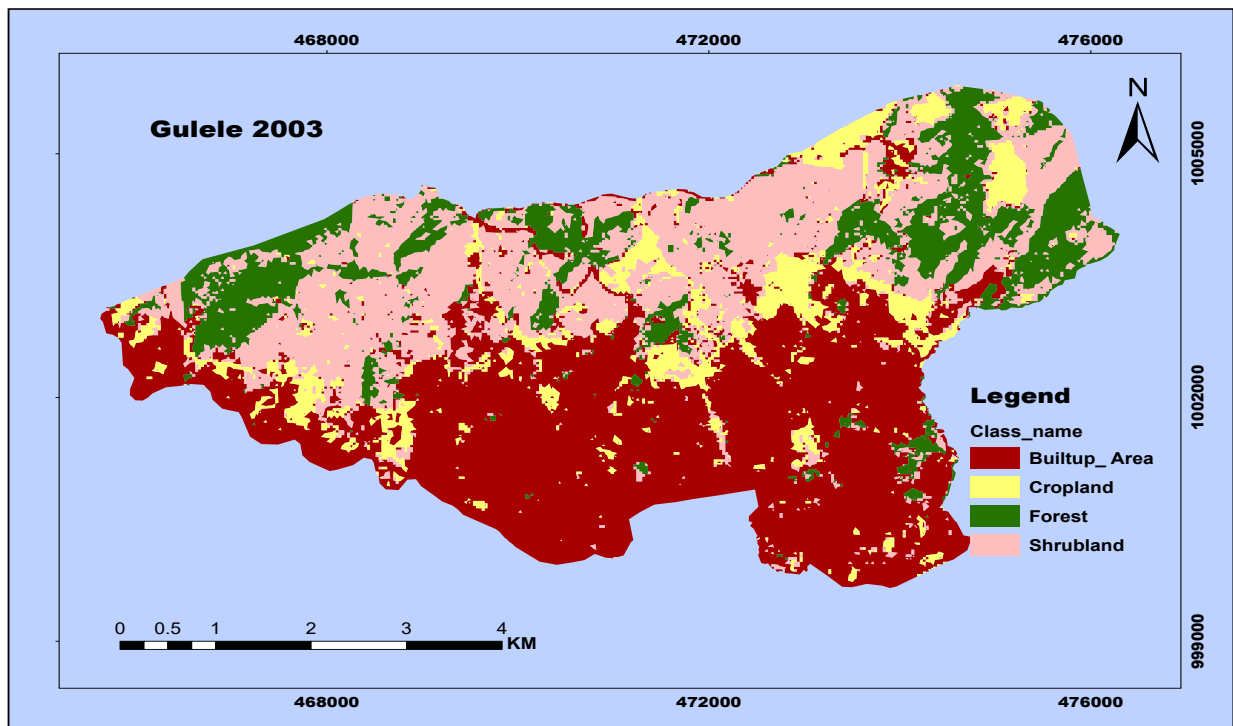 468000 472000 476000
Gulele 2003
N
1005000
1002000
Legend
Class_name
Builtup_ Area
Cropland
Forest
Shrubland
0 0.5 1 2 3 4
KM
999000
468000 472000 476000